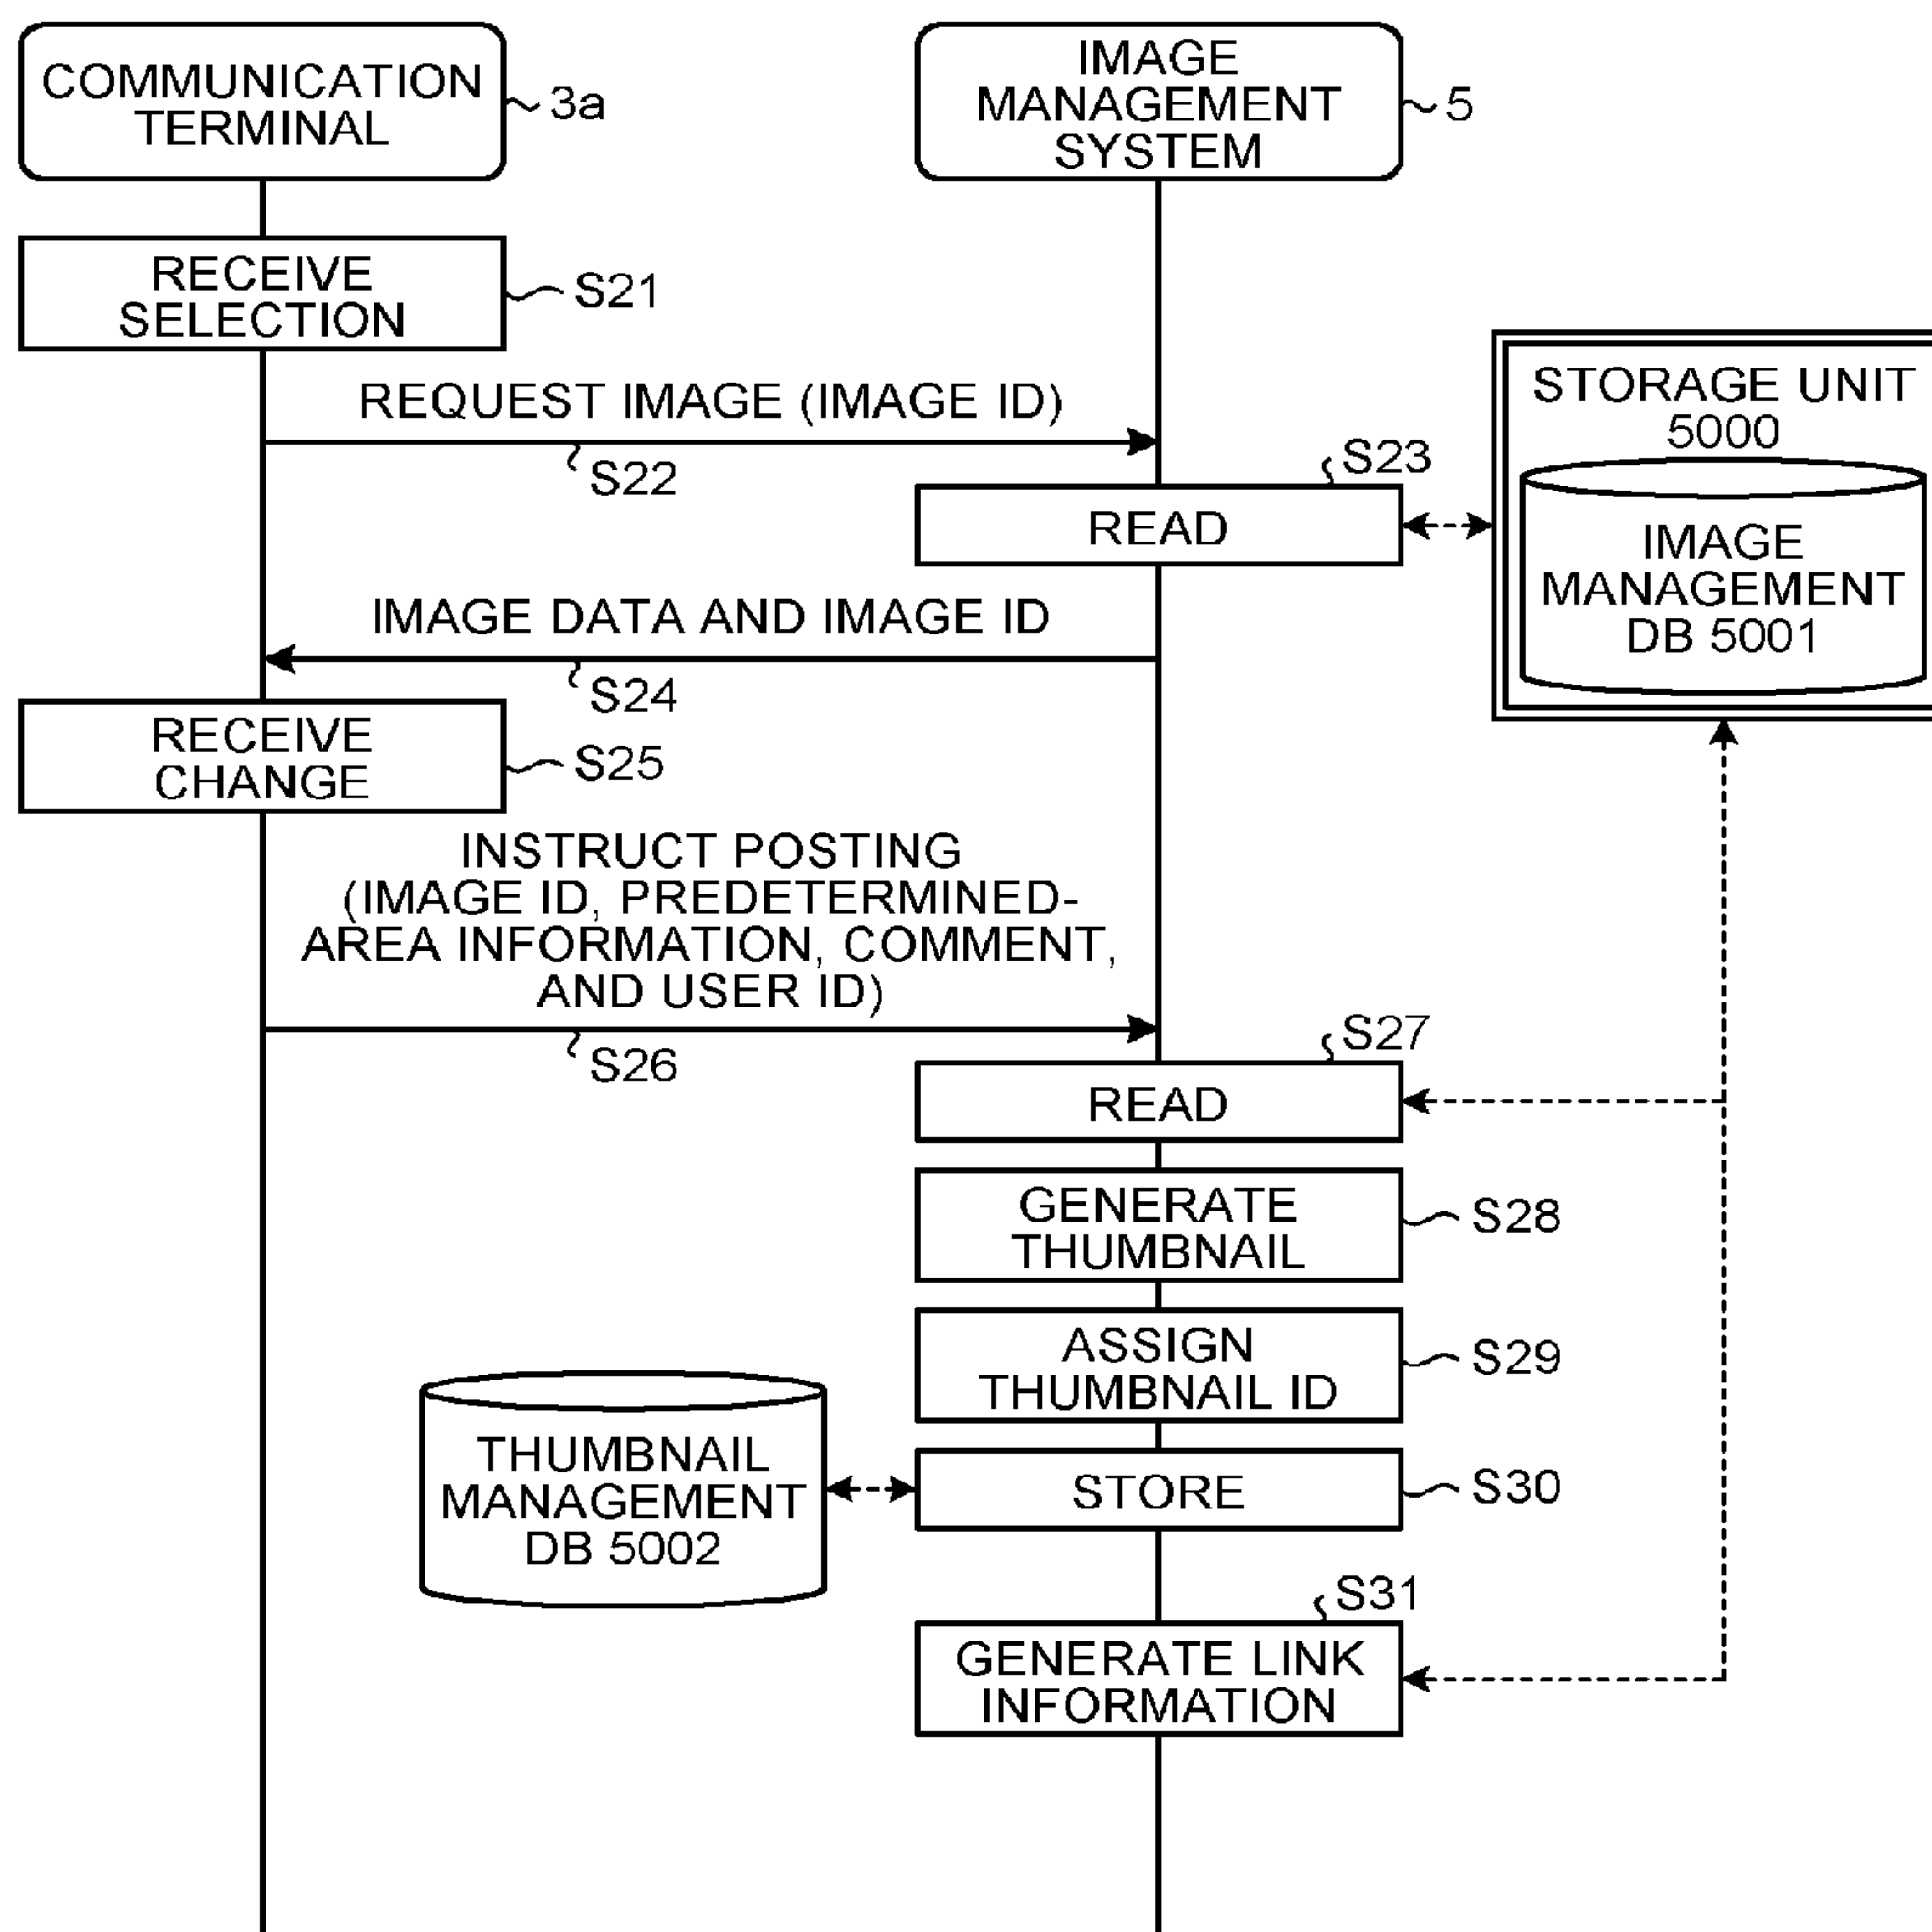 COMMUNICATION
TERMINAL
3a
IMAGE
MANAGEMENT
SYSTEM
5
RECEIVE
SELECTION
S21
REQUEST IMAGE (IMAGE ID)
S22
S23
READ
STORAGE UNIT
5000
IMAGE
MANAGEMENT
DB 5001
IMAGE DATA AND IMAGE ID
S24
RECEIVE
CHANGE
S25
INSTRUCT POSTING
(IMAGE ID, PREDETERMINED-
AREA INFORMATION, COMMENT,
AND USER ID)
S26
S27
READ
GENERATE
THUMBNAIL
S28
ASSIGN
THUMBNAIL ID
S29
THUMBNAIL
MANAGEMENT
DB 5002
STORE
S30
S31
GENERATE LINK
INFORMATION